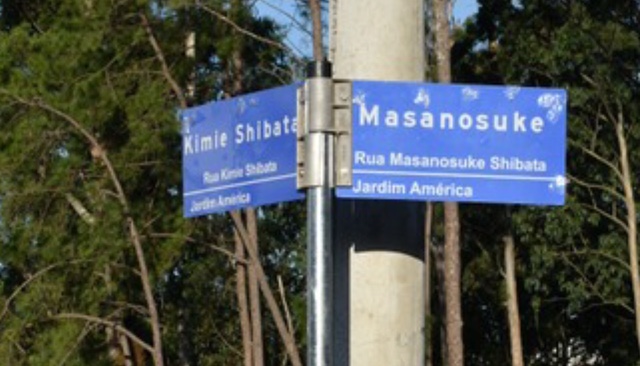 Kimie Shibata
Rua Kimie Shibata
Jardim América
Masanosuke
Rua Masanosuke Shibata
Jardim América